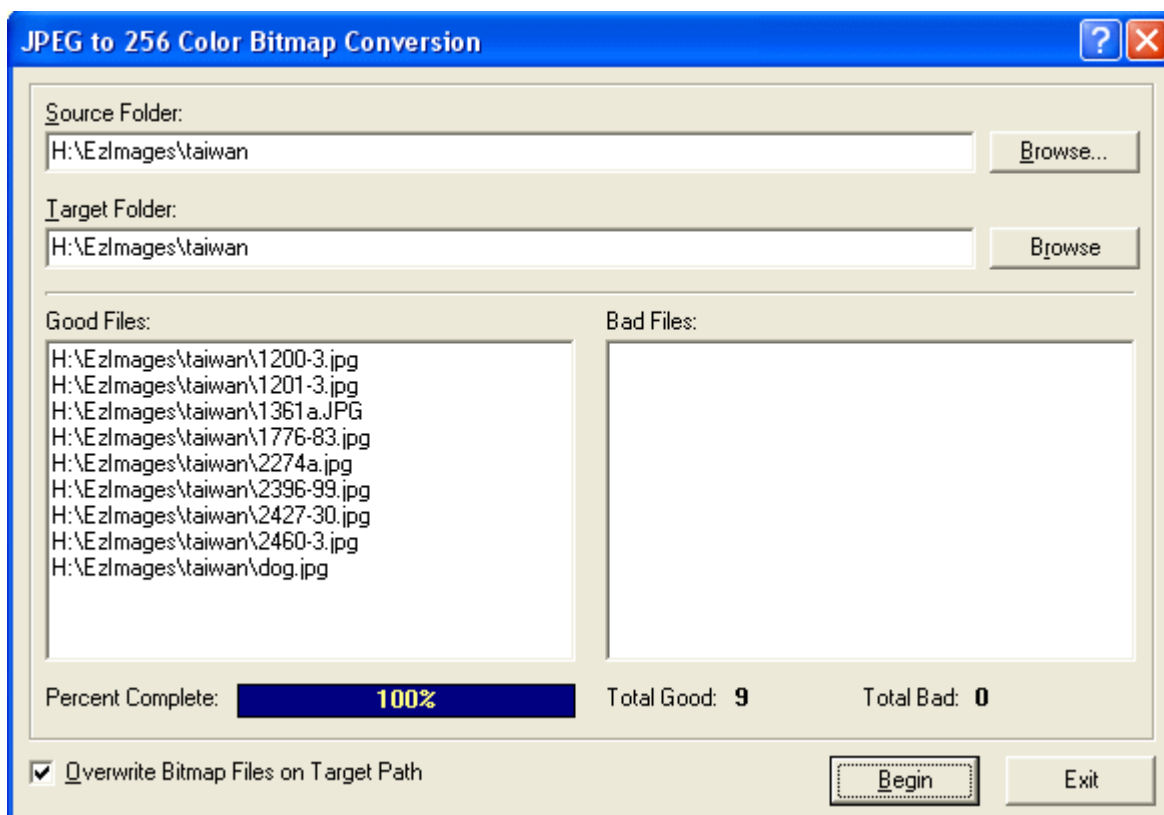 JPEG to 256 Color Bitmap Conversion
Source Folder:
H:\EzImages\taiwan
Browse...
Target Folder:
H:\EzImages\taiwan
Browse
Good Files:
H:\EzImages\taiwan\1200-3.jpg
H:\EzImages\taiwan\1201-3.jpg
H:\EzImages\taiwan\1361a.JPG
H:\EzImages\taiwan\1776-83.jpg
H:\EzImages\taiwan\2274a.jpg
H:\EzImages\taiwan\2396-99.jpg
H:\EzImages\taiwan\2427-30.jpg
H:\EzImages\taiwan\2460-3.jpg
H:\EzImages\taiwan\dog.jpg
Bad Files:
Percent Complete: 100%
Total Good: 9
Total Bad: 0
Overwrite Bitmap Files on Target Path
Begin
Exit